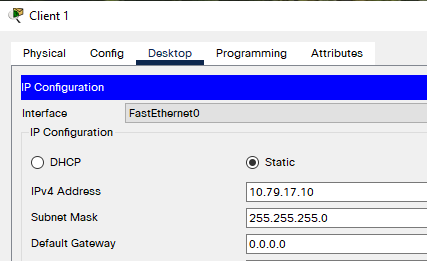 Client 1
Physical Config Desktop Programming Attributes
IP Configuration
Interface FastEthernet0
IP Configuration
DHCP Static
IPv4 Address 10.79.17.10
Subnet Mask 255.255.255.0
Default Gateway 0.0.0.0